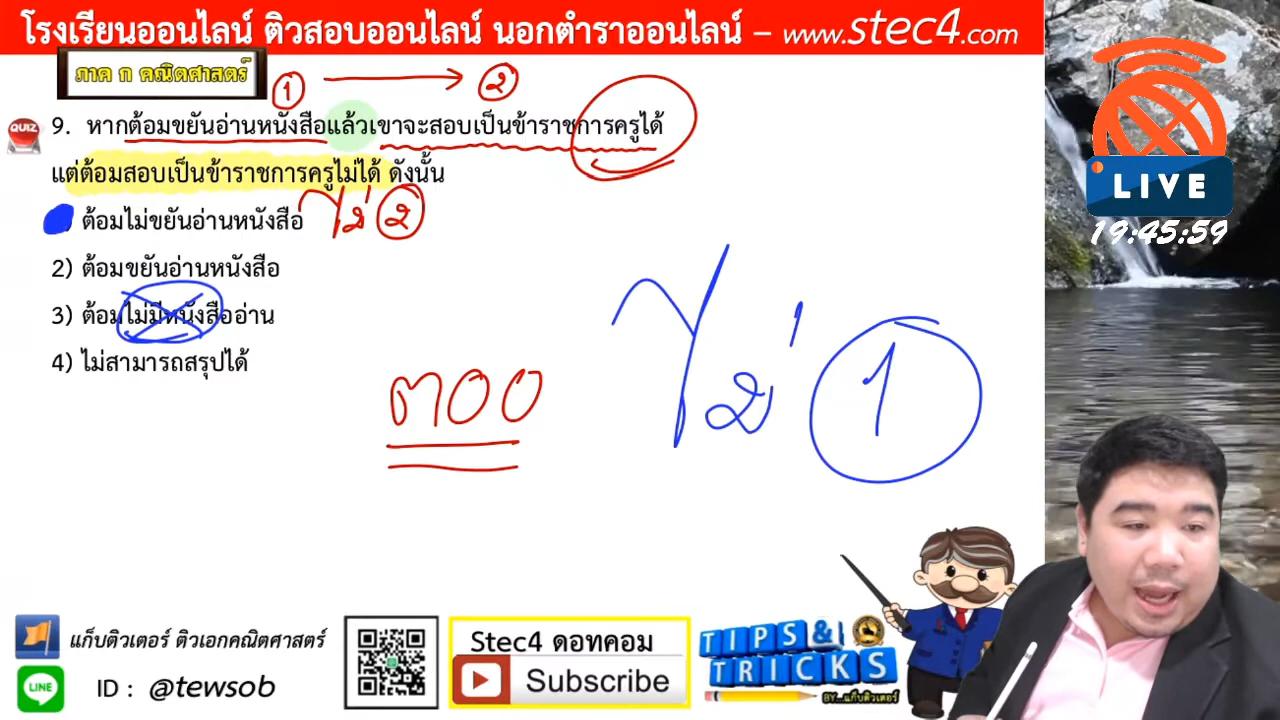 โรงเรียนออนไลน์ ติวสอบออนไลน์ นอกตำราออนไลน์ – www.stec4.com
ภาค ก คณิตศาสตร์
1 2
QUIZ
9. หากต้อมขยันอ่านหนังสือแล้วเขาจะสอบเป็นข้าราชการครูได้
แต่ต้อมสอบเป็นข้าราชการครูไม่ได้ ดังนั้น
ต้อมไม่ขยันอ่านหนังสือ ไม่ 2
2) ต้อมขยันอ่านหนังสือ
3) ต้อมไม่มีหนังสืออ่าน
4) ไม่สามารถสรุปได้
ไม่ 1
LIVE
19:45:59
แก็บติวเตอร์ ติวเอกคณิตศาสตร์
LINE
ID : @tewsob
Stec4 ดอทคอม
Subscribe
TIPS &
TRICKS
BY...แก็บติวเตอร์